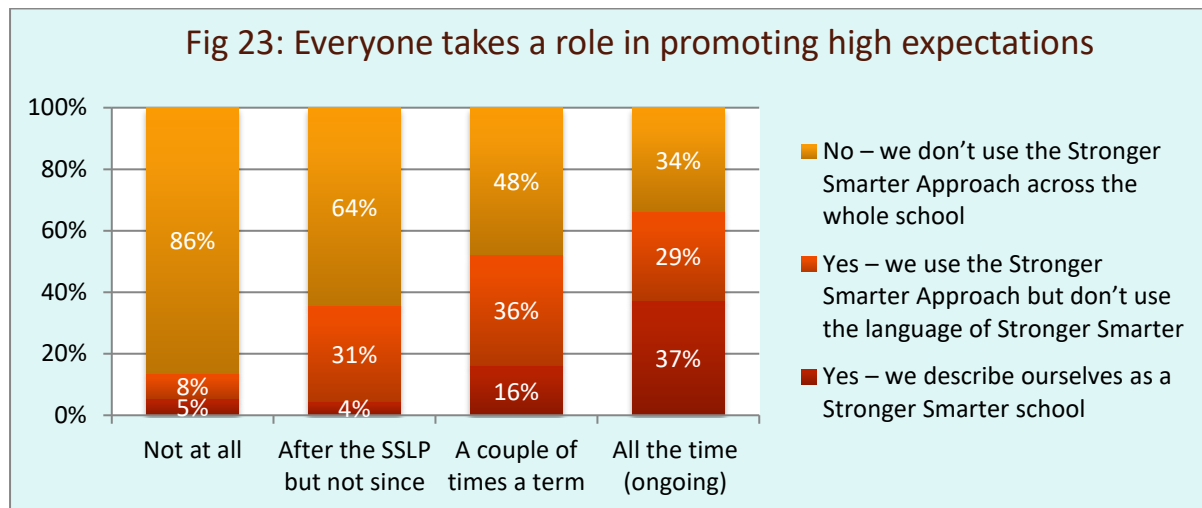 Fig 23: Everyone takes a role in promoting high expectations
100%
80%
60%
40%
20%
0%
86%
8%
5%
64%
31%
4%
48%
36%
16%
34%
29%
37%
Not at all
After the SSLP
but not since
A couple of
times a term
All the time
(ongoing)
No – we don’t use the Stronger
Smarter Approach across the
whole school
Yes – we use the Stronger
Smarter Approach but don’t use
the language of Stronger Smarter
Yes – we describe ourselves as a
Stronger Smarter school